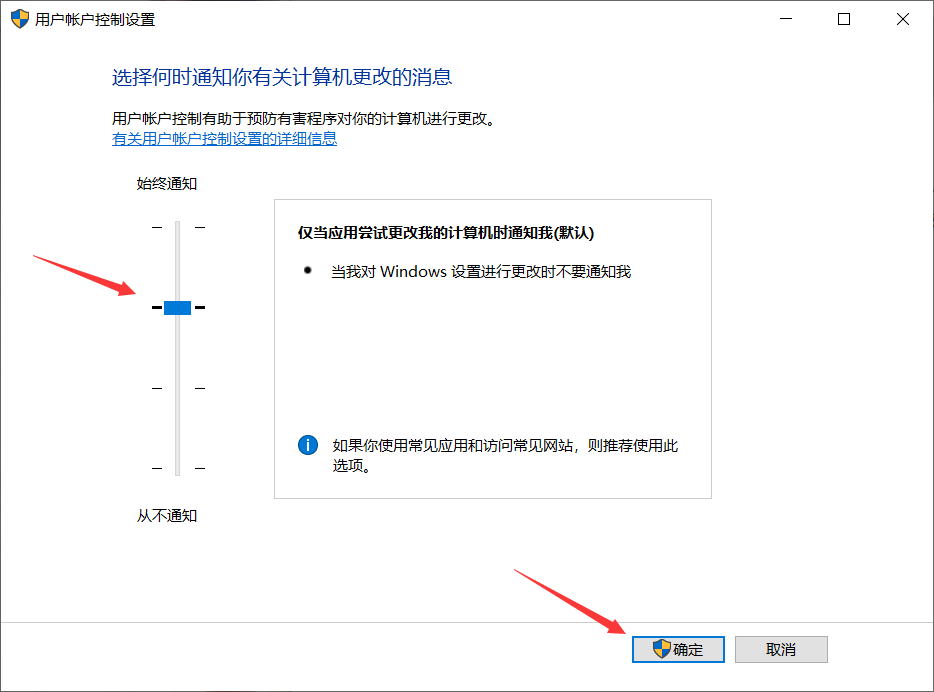 用户帐户控制设置
选择何时通知你有关计算机更改的消息
用户帐户控制有助于预防有害程序对你的计算机进行更改。
有关用户帐户控制设置的详细信息
始终通知
仅当应用尝试更改我的计算机时通知我(默认)
当我对 Windows 设置进行更改时不要通知我
如果你使用常见应用和访问常见网站，则推荐使用此
选项。
从不通知
确定
取消